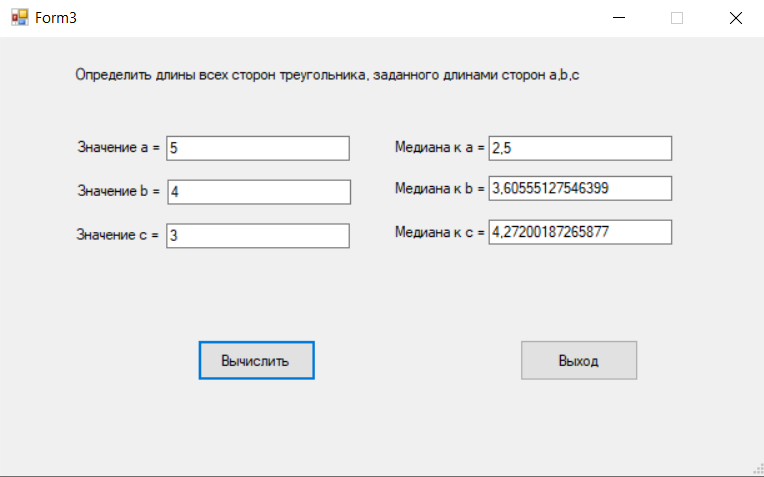 Form3
Определить длины всех сторон треугольника, заданного длинами сторон a,b,c
Значение a = 5
Медиана к a = 2,5
Значение b = 4
Медиана к b = 3,60555127546399
Значение c = 3
Медиана к c = 4,27200187265877
Вычислить
Выход